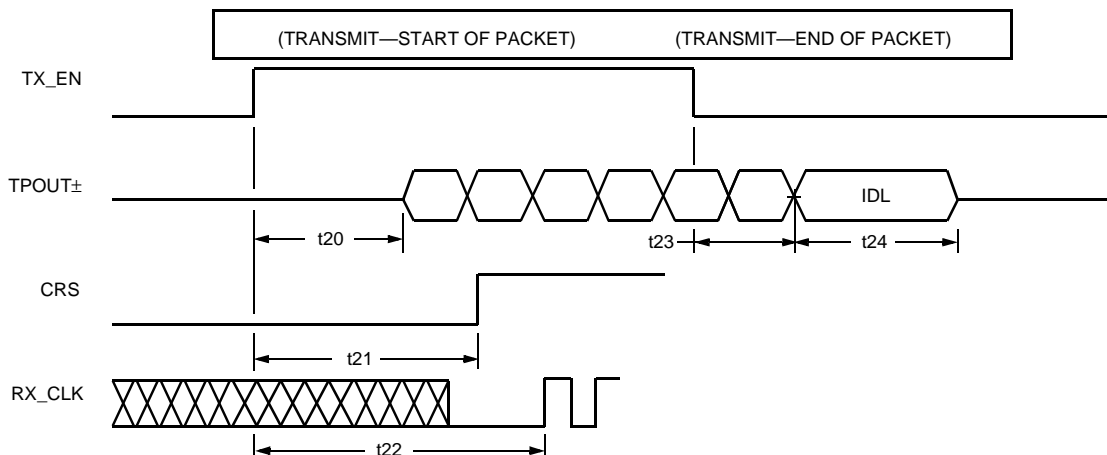 (TRANSMIT—START OF PACKET) (TRANSMIT—END OF PACKET)
TX_EN
TPOUT±
IDL
t20
t23
t24
CRS
t21
RX_CLK
t22